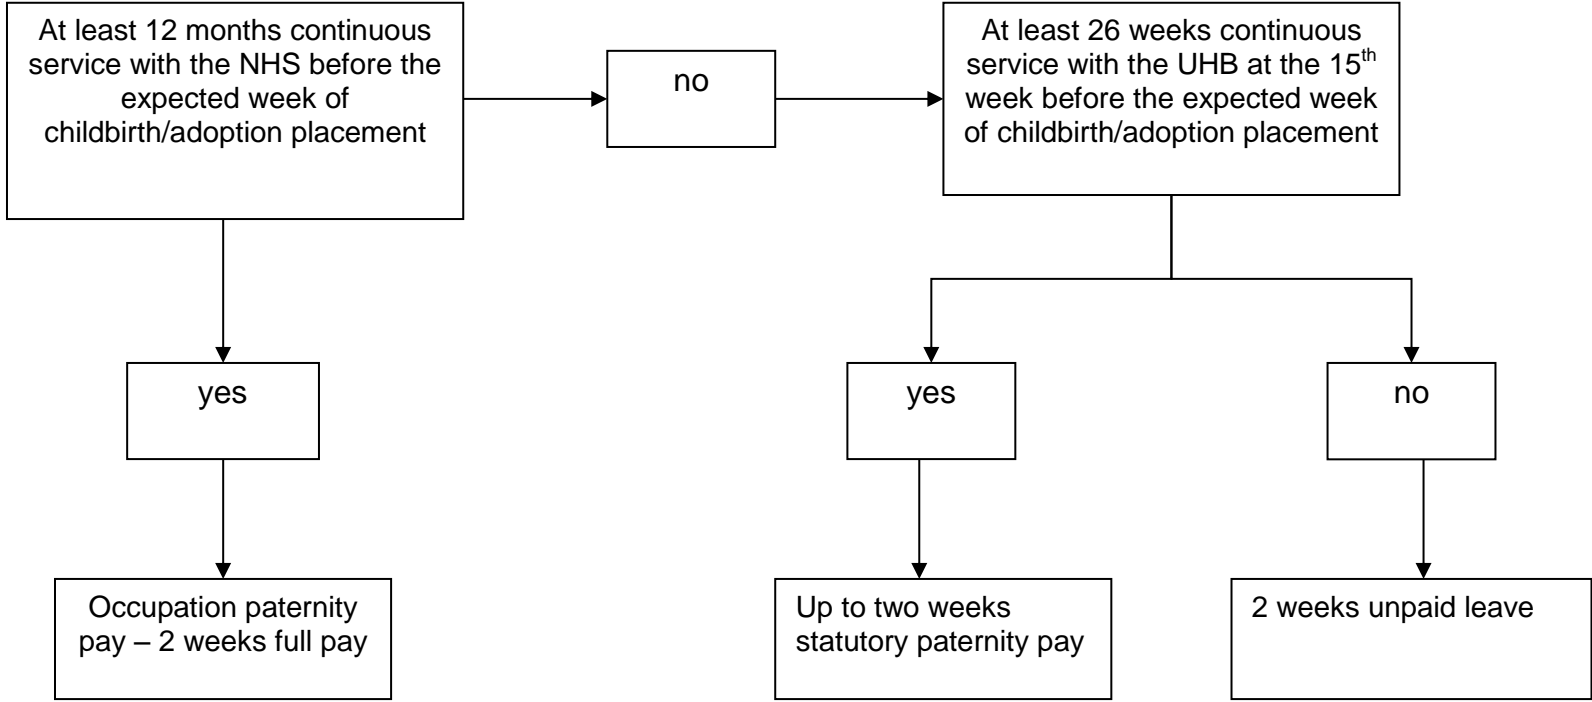 At least 12 months continuous
service with the NHS before the
expected week of
childbirth/adoption placement
no
At least 26 weeks continuous
service with the UHB at the 15th
week before the expected week
of childbirth/adoption placement
yes
yes
no
Occupation paternity
pay – 2 weeks full pay
Up to two weeks
statutory paternity pay
2 weeks unpaid leave